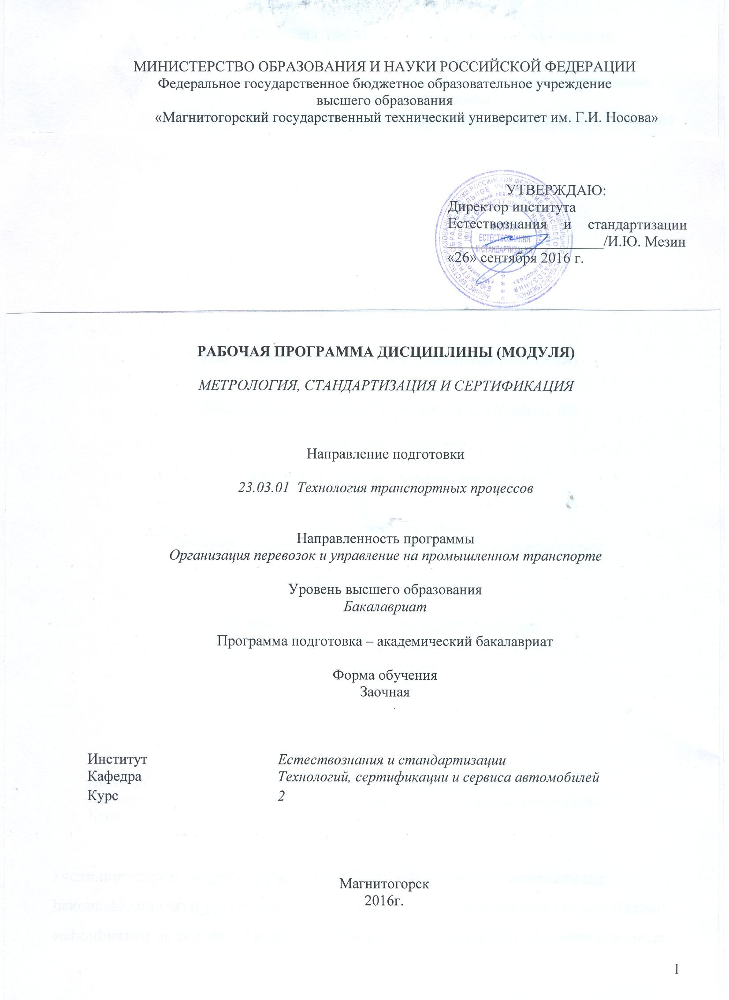 МИНИСТЕРСТВО ОБРАЗОВАНИЯ И НАУКИ РОССИЙСКОЙ ФЕДЕРАЦИИ
Федеральное государственное бюджетное образовательное учреждение
высшего образования
«Магнитогорский государственный технический университет им. Г.И. Носова»
УТВЕРЖДАЮ:
Директор института
Естествознания и стандартизации
/И.Ю. Мезин
«26» сентября 2016 г.
ЕСТЕСТВОЗНАНИЯ
И СТАНДАРТИЗАЦИИ
РАБОЧАЯ ПРОГРАММА ДИСЦИПЛИНЫ (МОДУЛЯ)
МЕТРОЛОГИЯ, СТАНДАРТИЗАЦИЯ И СЕРТИФИКАЦИЯ
Направление подготовки
23.03.01 Технология транспортных процессов
Направленность программы
Организация перевозок и управление на промышленном транспорте
Уровень высшего образования
Бакалавриат
Программа подготовка – академический бакалавриат
Форма обучения
Заочная
Институт Естествознания и стандартизации
Кафедра Технологий, сертификации и сервиса автомобилей
Курс 2
Магнитогорск
2016г.
1